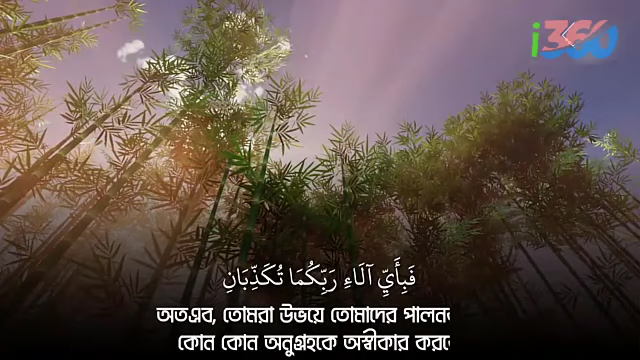 i360
فَبِأَيِّ آلَاءِ رَبِّكُمَا تُكَذِّبَانِ
অতএব, তোমরা উভয়ে তোমাদের
কোন কোন অনুগ্রহকে অস্বীকার